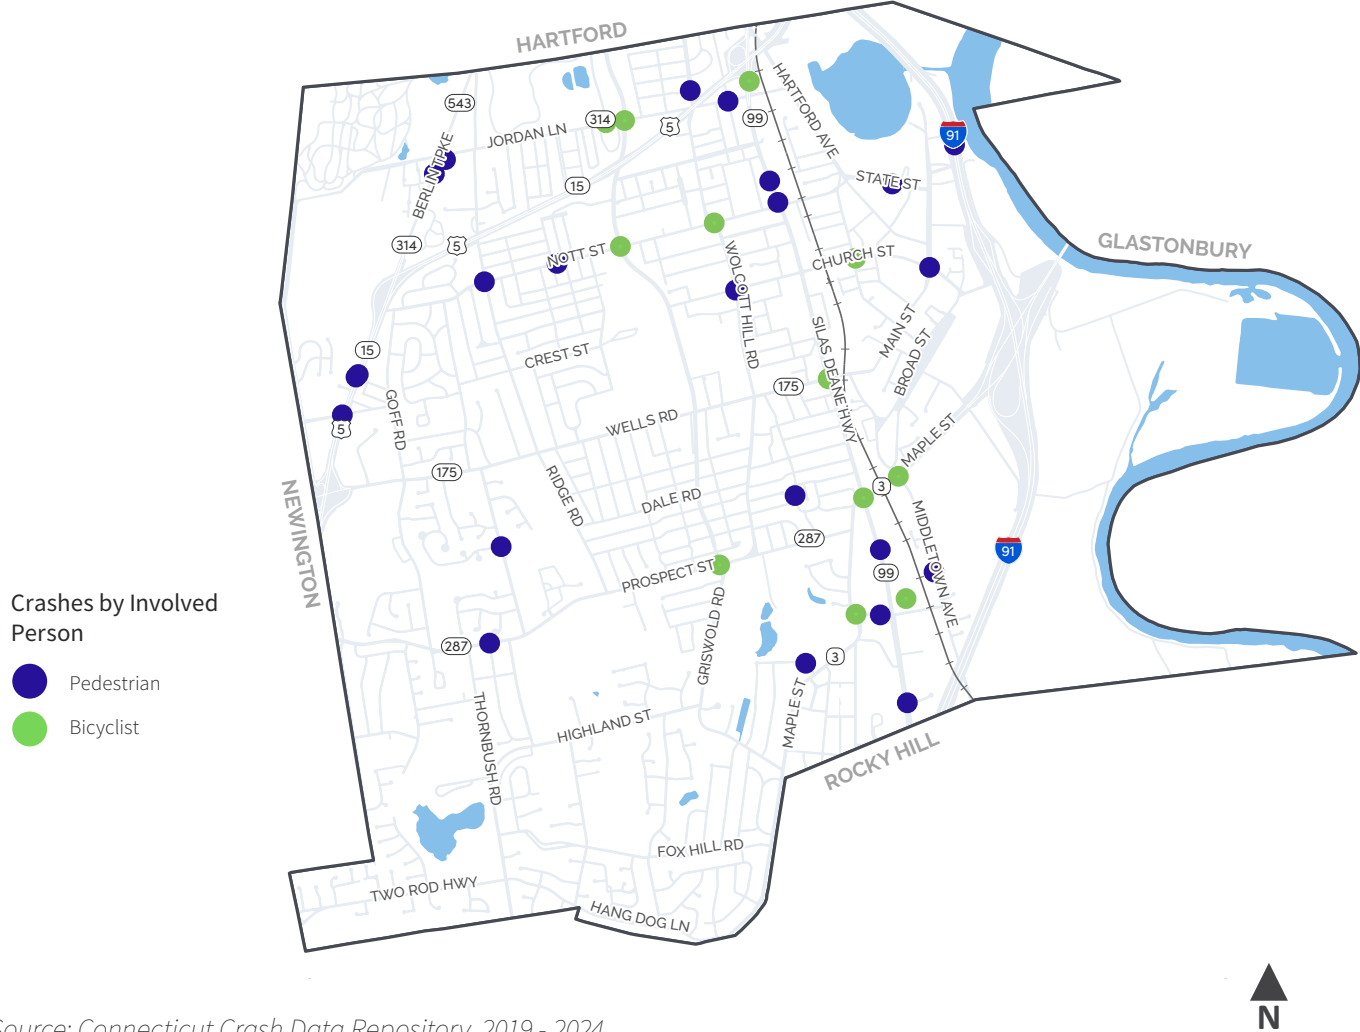 HARTFORD
543
JORDAN LN
314
5
99
HARTFORD AVE
91
BERLIN TPKE
15
STATE ST
314
5
NOTT ST
WOLCOTT HILL RD
CHURCH ST
GLASTONBURY
MAIN ST
BROAD ST
SILAS DEANE HWY
CREST ST
15
175
GOFF RD
5
WELLS RD
MAPLE ST
175
RIDGE RD
DALE RD
3
MIDDLETOWN AVE
NEWINGTON
287
91
99
PROSPECT ST
GRISWOLD RD
287
3
MAPLE ST
THORNBUSH RD
HIGHLAND ST
ROCKY HILL
FOX HILL RD
TWO ROD HWY
HANG DOG LN
Crashes by Involved
Person
Pedestrian
Bicyclist
N
Source: Connecticut Crash Data Repository, 2019 - 2024